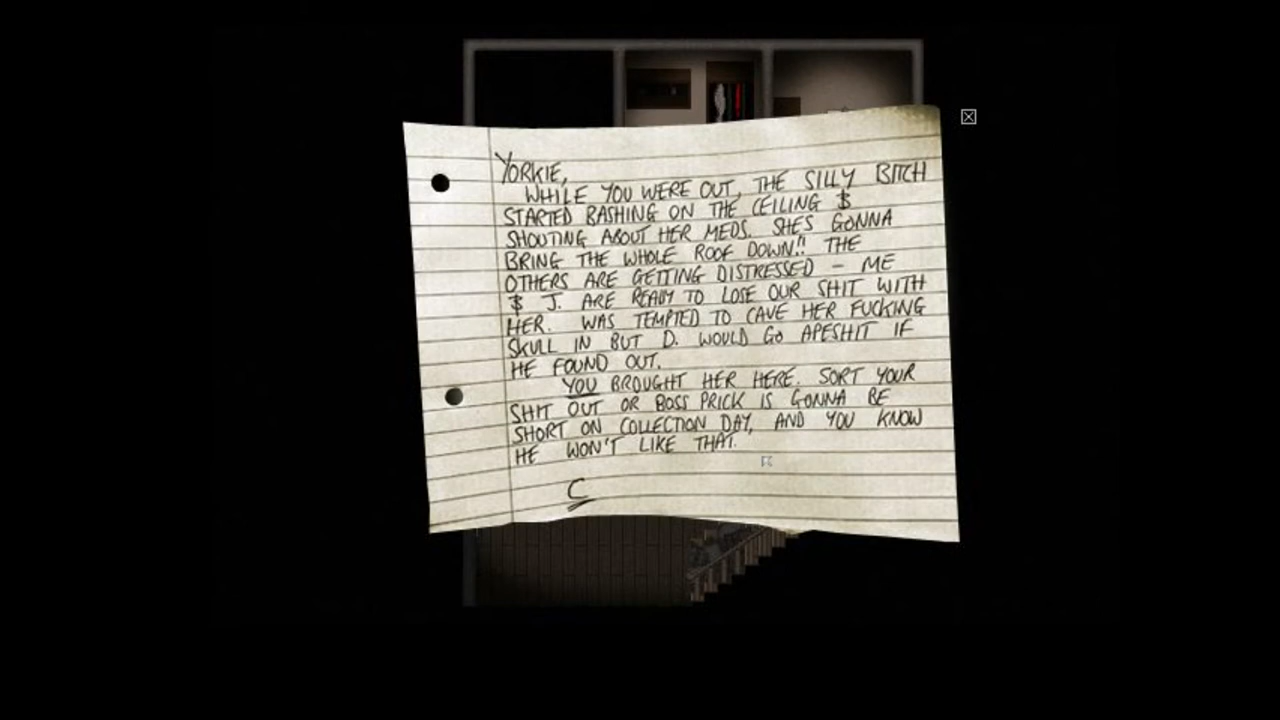 YORKIE,
WHILE YOU WERE OUT, THE SILLY BITCH
STARTED BASHING ON THE CEILING $
SHOUTING ABOUT HER MEDS. SHES GONNA
BRING THE WHOLE ROOF DOWN!! THE
OTHERS ARE GETTING DISTRESSED - ME
$ J. ARE READY TO LOSE OUR SHIT WITH
HER. WAS TEMPTED TO CAVE HER FUCKING
SKULL IN BUT D. WOULD GO APESHIT IF
HE FOUND OUT.
YOU BROUGHT HER HERE. SORT YOUR
SHIT OUT OR BOSS PRICK IS GONNA BE
SHORT ON COLLECTION DAY, AND YOU KNOW
HE WON'T LIKE THAT.
C